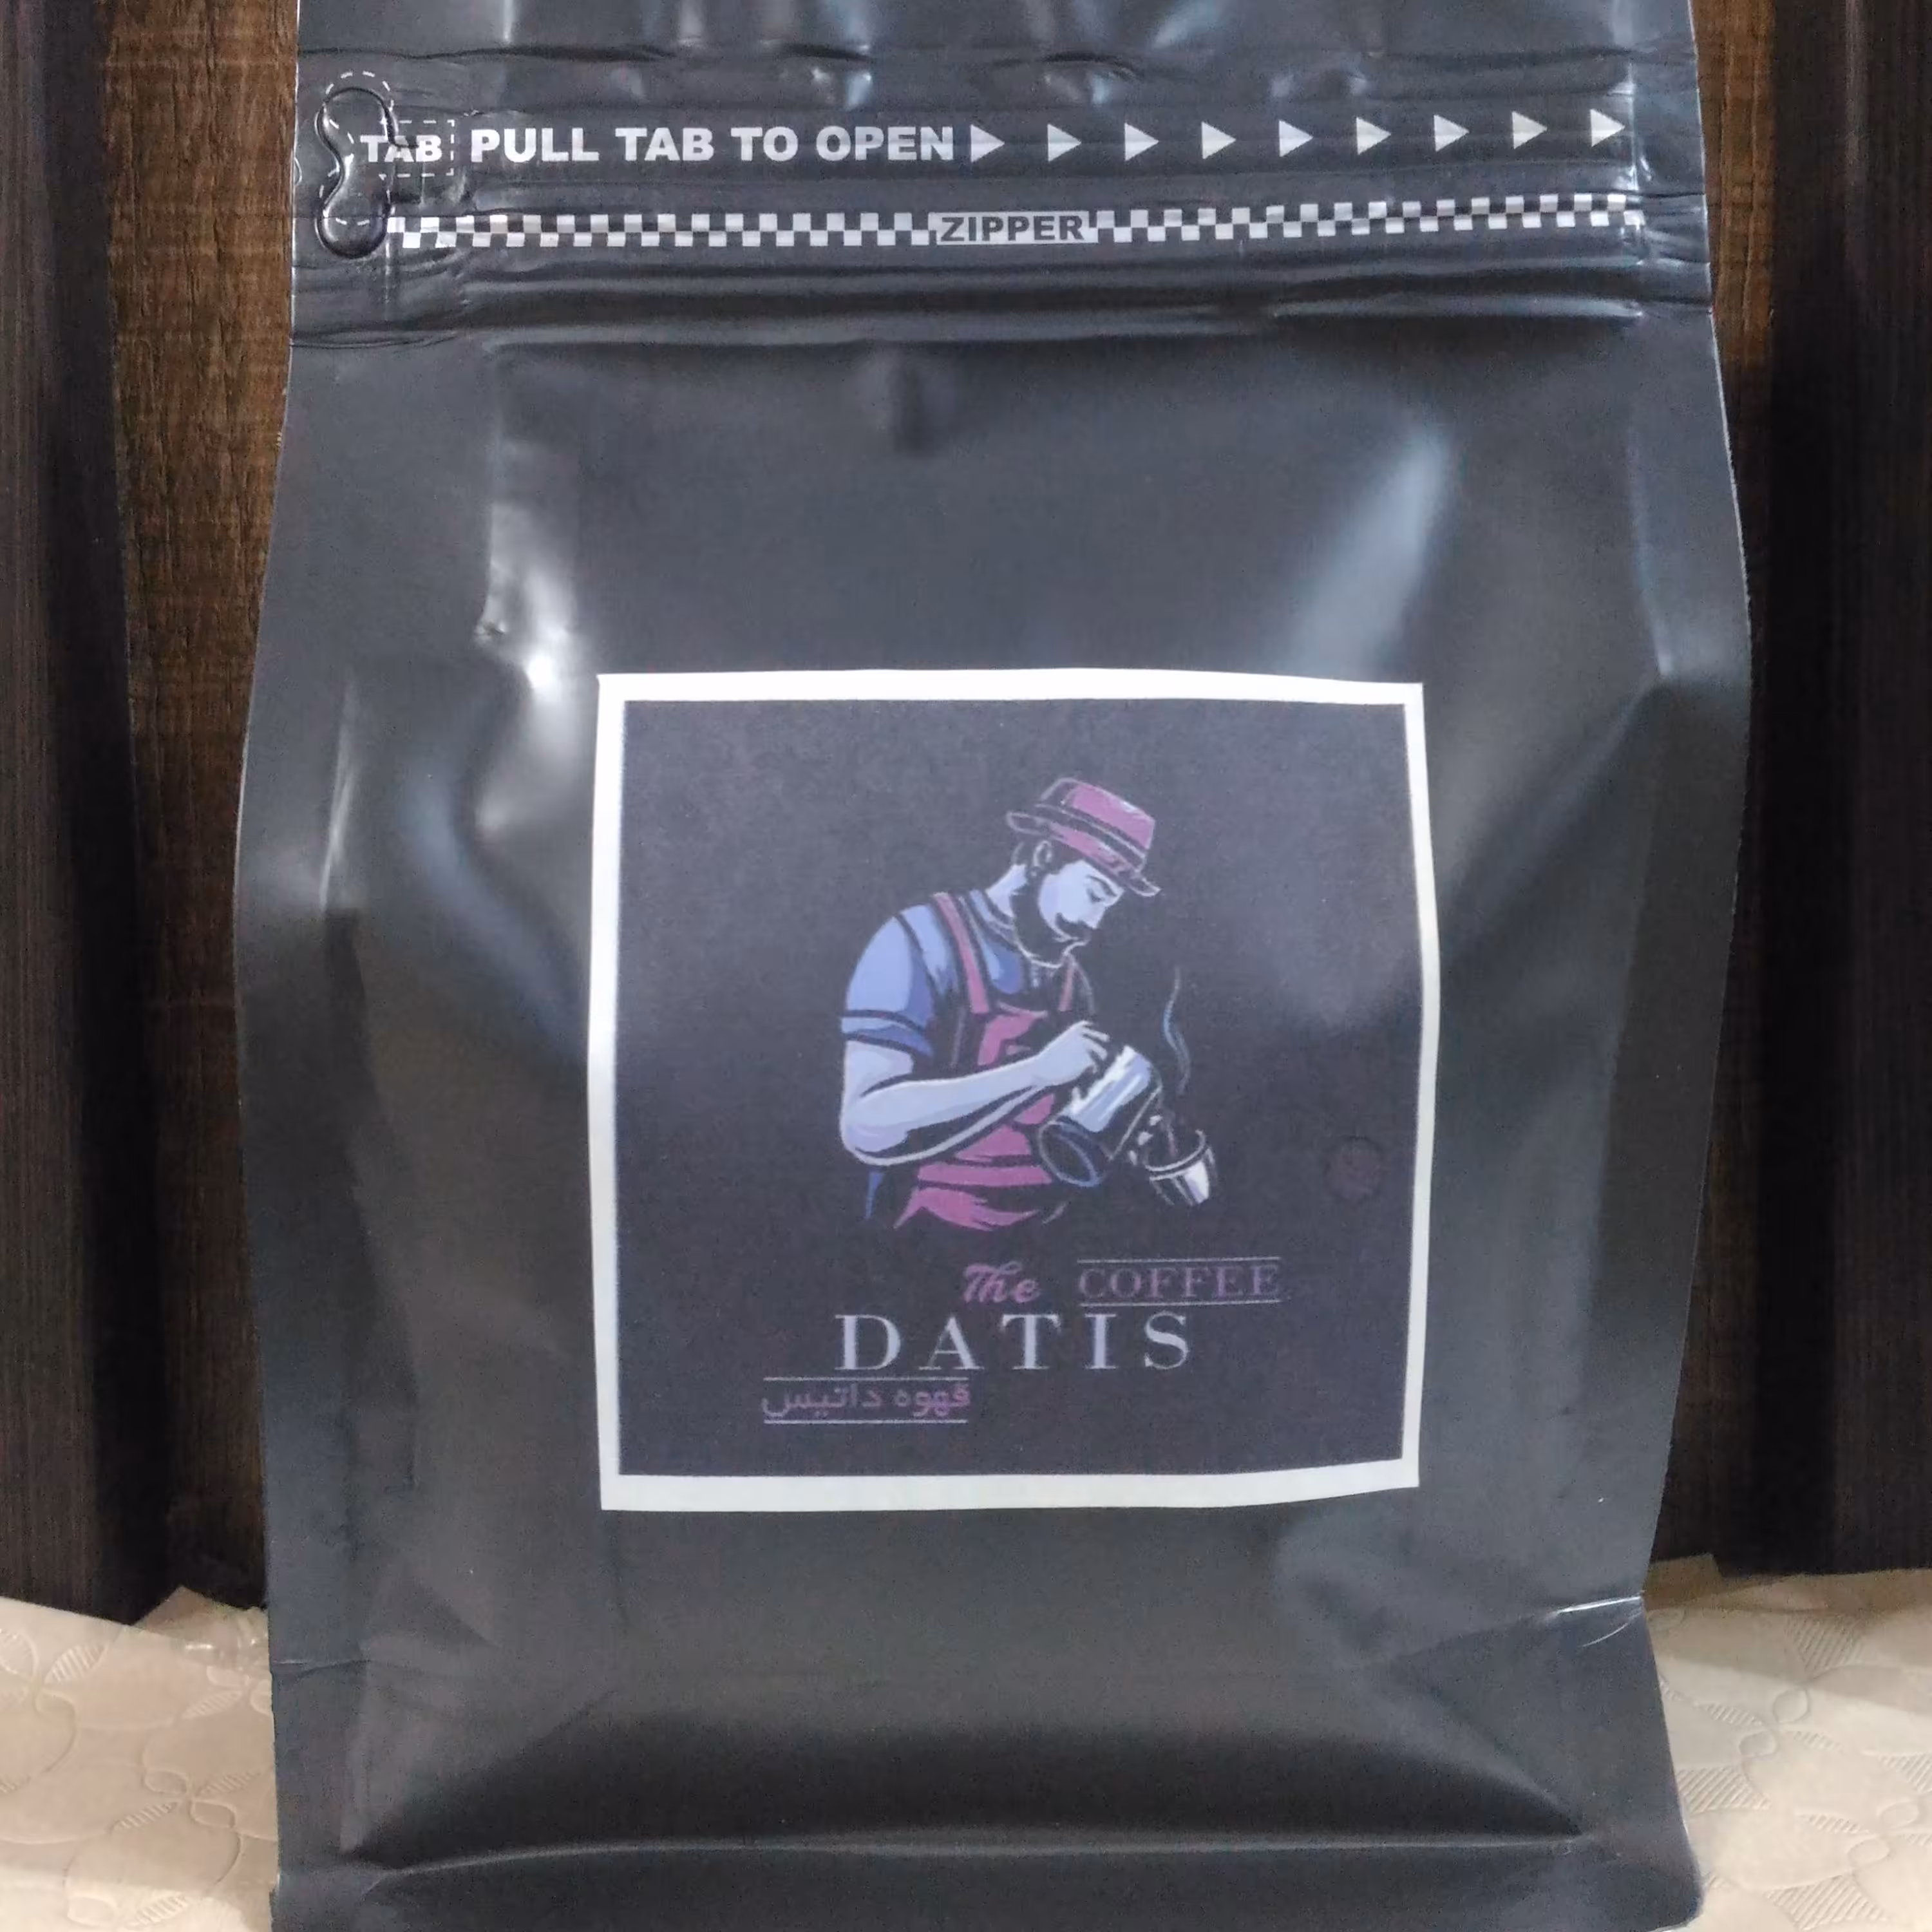 TAB PULL TAB TO OPEN
ZIPPER
The COFFEE
DATIS
قهوه داتیس